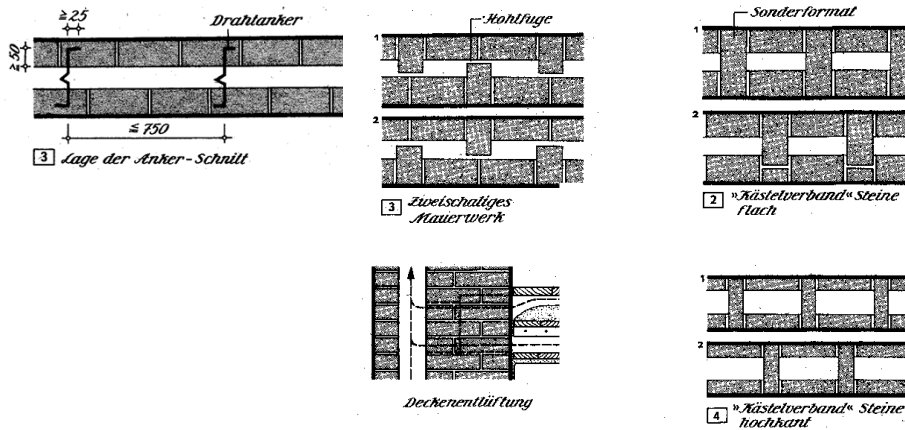 ≧25
Drahtanker
≧50
≦750
3 Lage der Anker-Schnitt
Hohlfuge
1
2
3 Zweischaliges
Mauerwerk
Sonderformat
1
2
2 »Kästelverband« Steine
flach
Deckenentlüftung
1
2
4 »Kästelverband« Steine
hochkant